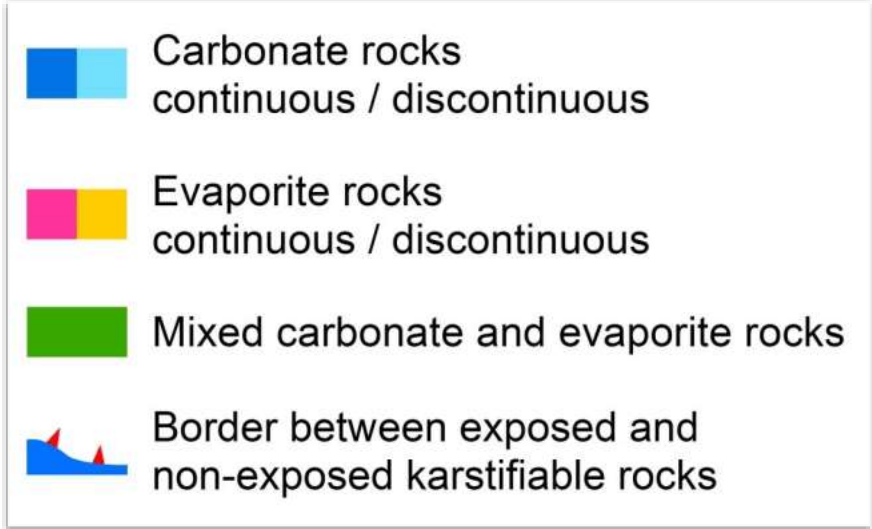 Carbonate rocks
continuous / discontinuous
Evaporite rocks
continuous / discontinuous
Mixed carbonate and evaporite rocks
Border between exposed and
non-exposed karstifiable rocks